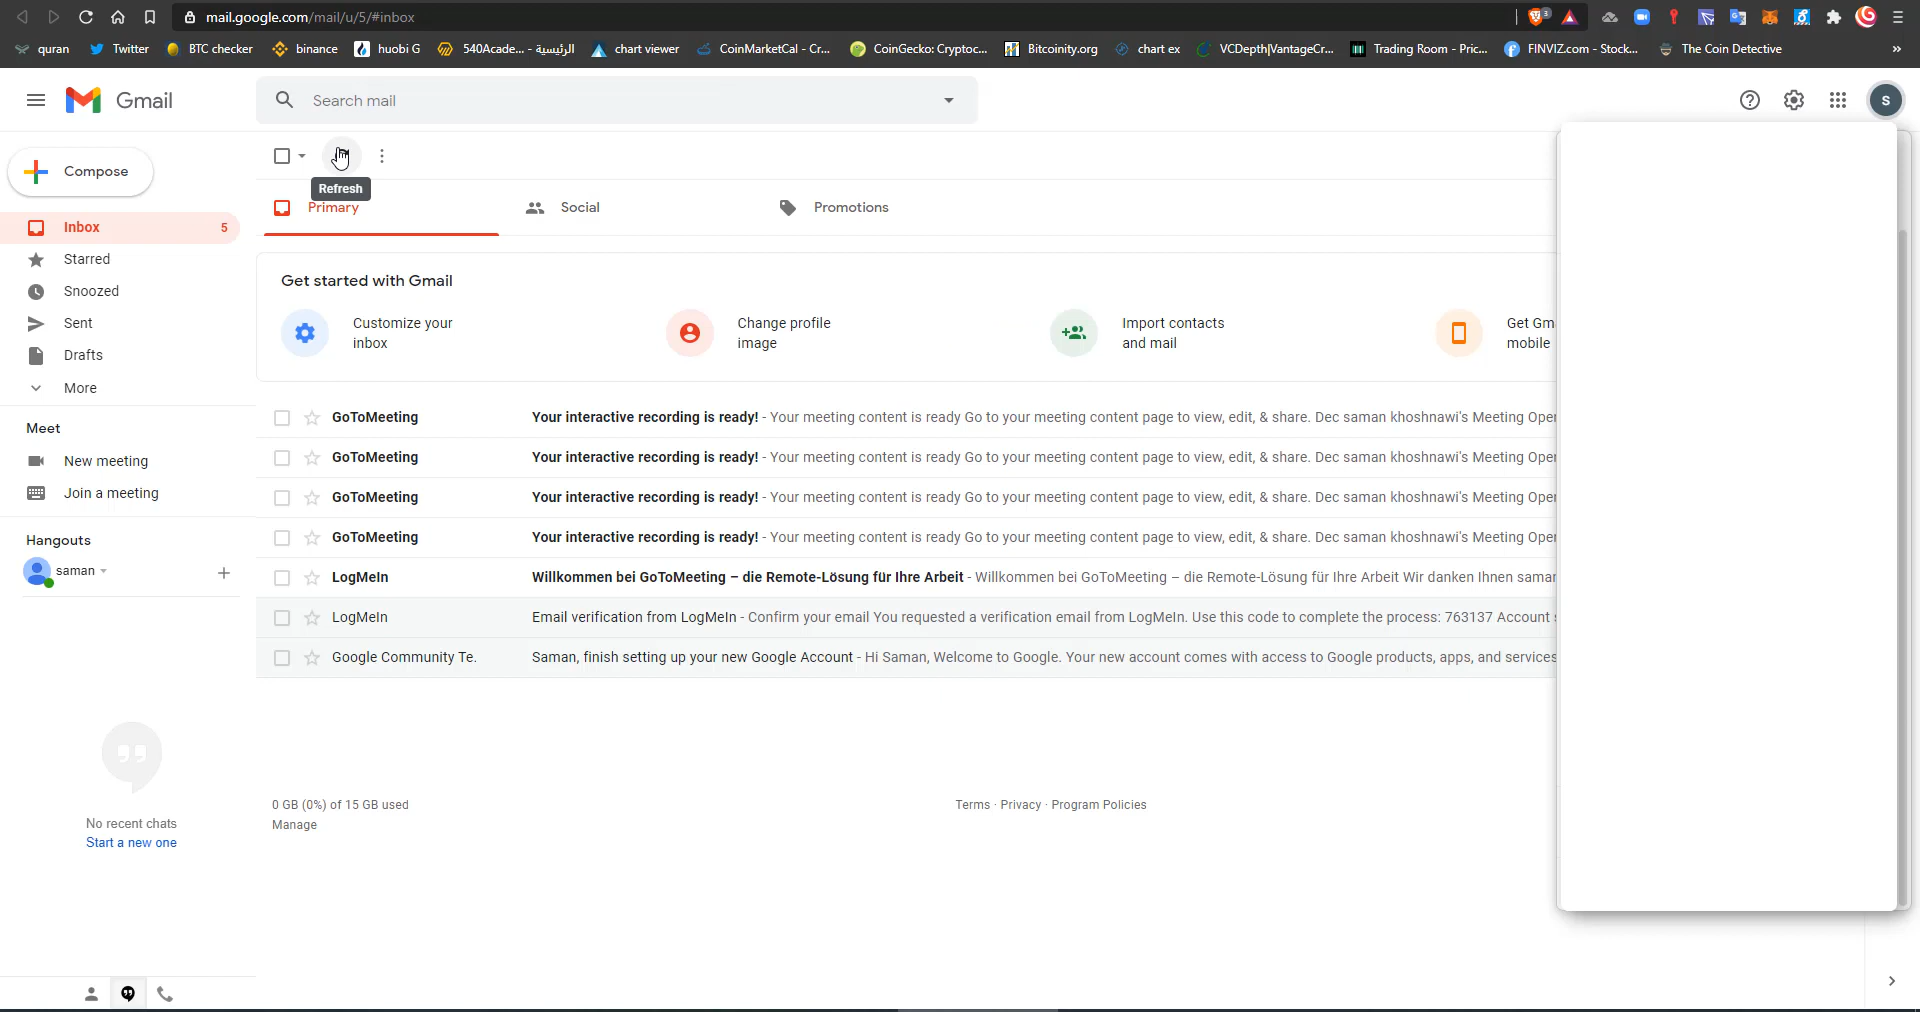 mail.google.com/mail/u/5/#inbox
3
quran Twitter BTC checker binance huobi G 540Acade... - الرئيسية chart viewer CoinMarketCal - Cr... CoinGecko: Cryptoc... Bitcoinity.org chart ex VCDepth|VantageCr... Trading Room - Pric... FINVIZ.com - Stock... The Coin Detective »
Gmail
Search mail
S
Compose
Refresh
Primary Social Promotions
Inbox 5
Starred
Snoozed
Sent
Drafts
More
Get started with Gmail
Customize your
inbox
Change profile
image
Import contacts
and mail
Get Gm
mobile
GoToMeeting Your interactive recording is ready! - Your meeting content is ready Go to your meeting content page to view, edit, & share. Dec saman khoshnawi's Meeting Oper
GoToMeeting Your interactive recording is ready! - Your meeting content is ready Go to your meeting content page to view, edit, & share. Dec saman khoshnawi's Meeting Oper
GoToMeeting Your interactive recording is ready! - Your meeting content is ready Go to your meeting content page to view, edit, & share. Dec saman khoshnawi's Meeting Oper
GoToMeeting Your interactive recording is ready! - Your meeting content is ready Go to your meeting content page to view, edit, & share. Dec saman khoshnawi's Meeting Oper
LogMeIn Willkommen bei GoToMeeting – die Remote-Lösung für Ihre Arbeit - Willkommen bei GoToMeeting – die Remote-Lösung für Ihre Arbeit Wir danken Ihnen samar
LogMeIn Email verification from LogMeIn - Confirm your email You requested a verification email from LogMeIn. Use this code to complete the process: 763137 Account s
Google Community Te. Saman, finish setting up your new Google Account - Hi Saman, Welcome to Google. Your new account comes with access to Google products, apps, and services
Meet
New meeting
Join a meeting
Hangouts
saman
No recent chats
Start a new one
0 GB (0%) of 15 GB used
Manage
Terms · Privacy · Program Policies